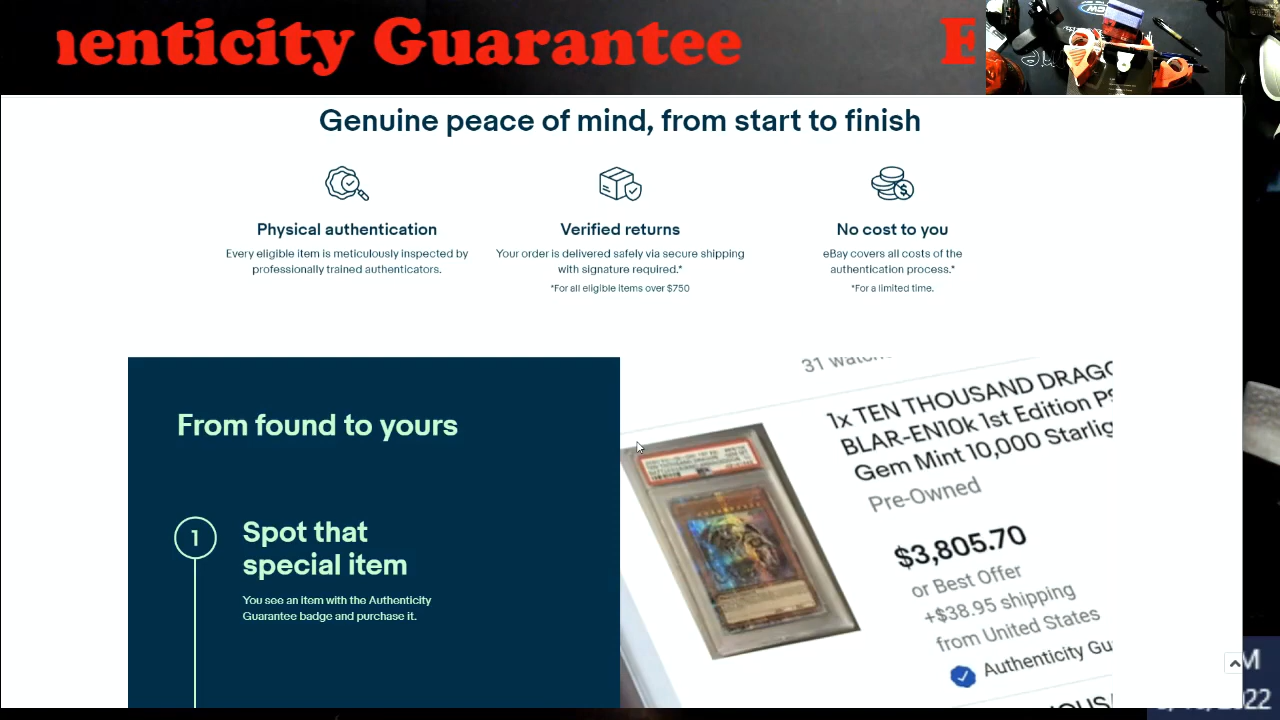 henticity Guarantee E
Genuine peace of mind, from start to finish
Physical authentication
Every eligible item is meticulously inspected by
professionally trained authenticators.
Verified returns
Your order is delivered safely via secure shipping
with signature required.*
*For all eligible items over $750
No cost to you
eBay covers all costs of the
authentication process.*
*For a limited time.
From found to yours
1
Spot that
special item
You see an item with the Authenticity
Guarantee badge and purchase it.
31
1x TEN THOUSAND DRAG
BLAR-EN10k 1st Edition P
Gem Mint 10,000 Starlig
Pre-Owned
$3,805.70
or Best Offer
+$38.95 shipping
from United States
Authenticity Gu
M
22